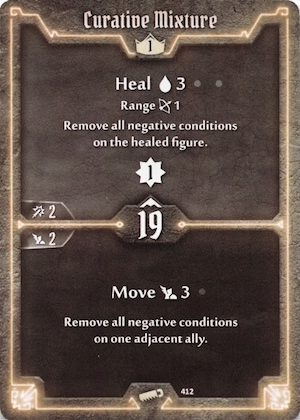 Curative Mixture
1
Heal 3
Range 1
Remove all negative conditions
on the healed figure.
1
2
19
2
Move 3
Remove all negative conditions
on one adjacent ally.
412